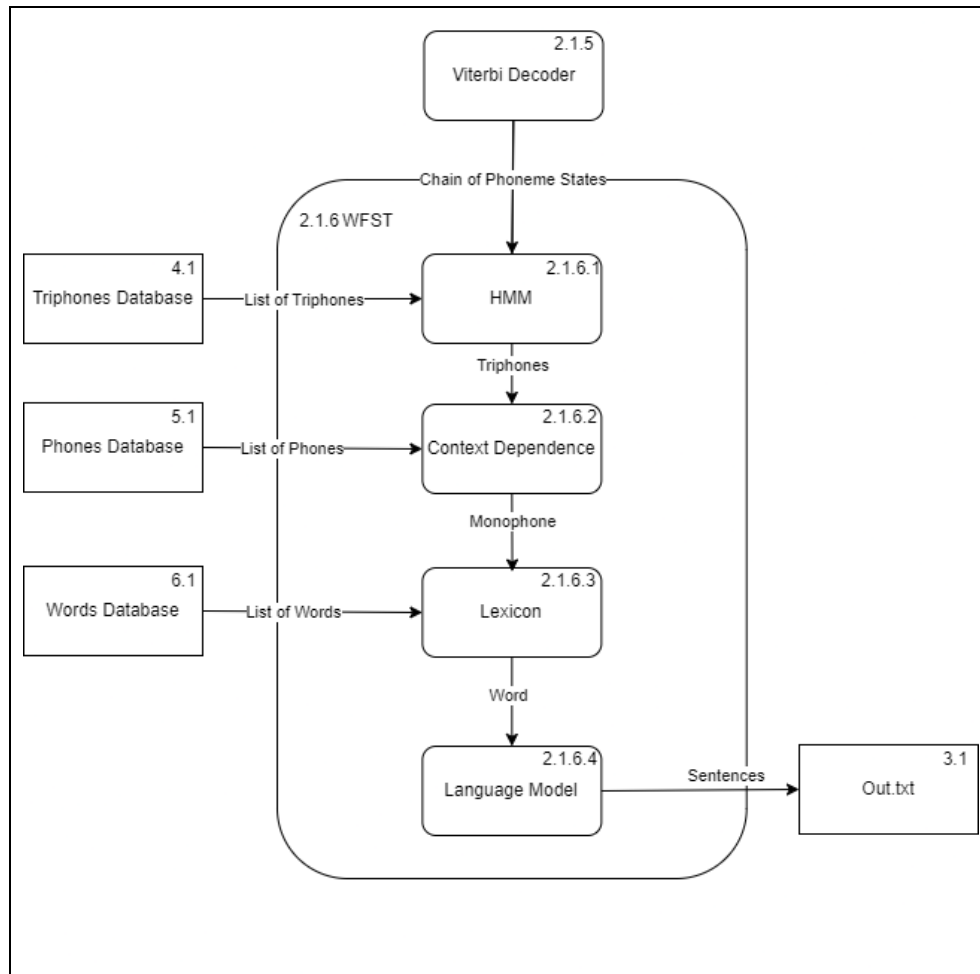 2.1.5
Viterbi Decoder
Chain of Phoneme States
2.1.6 WFST
4.1
Triphones Database
List of Triphones
2.1.6.1
HMM
Triphones
5.1
Phones Database
List of Phones
2.1.6.2
Context Dependence
Monophone
6.1
Words Database
List of Words
2.1.6.3
Lexicon
Word
2.1.6.4
Language Model
Sentences
3.1
Out.txt